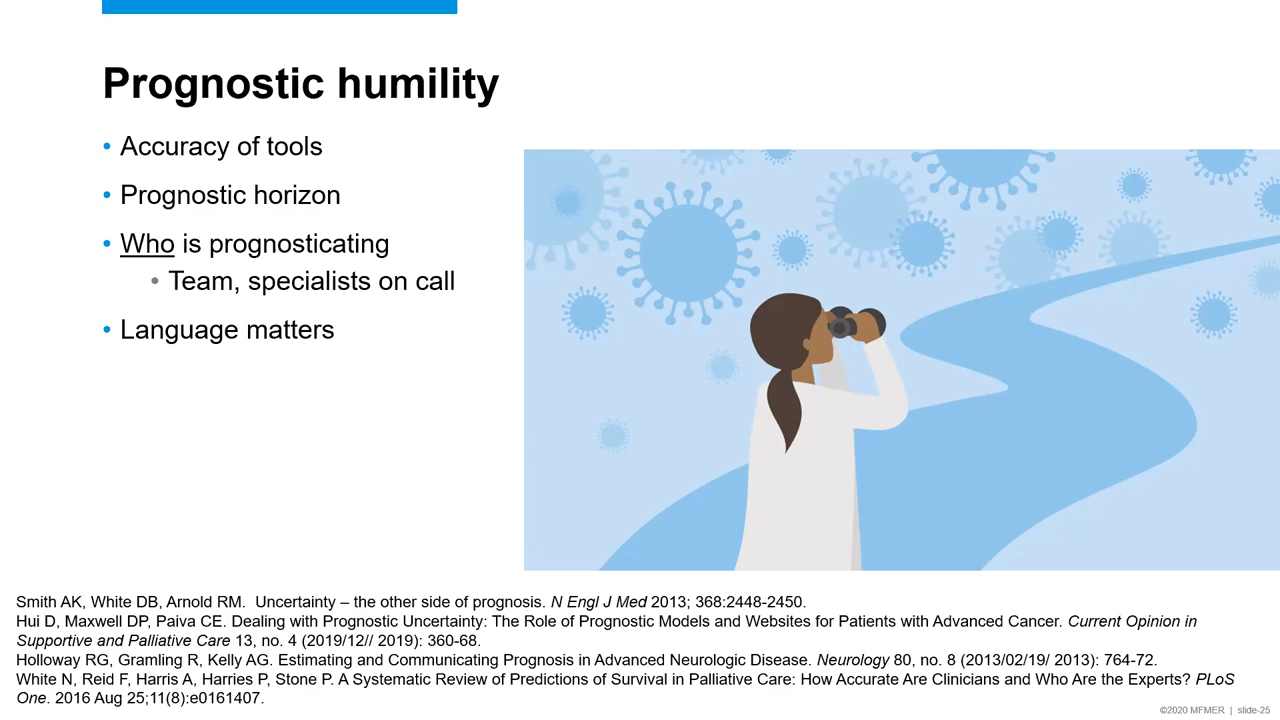 Prognostic humility
• Accuracy of tools
• Prognostic horizon
• Who is prognosticating
• Team, specialists on call
• Language matters
Smith AK, White DB, Arnold RM.  Uncertainty – the other side of prognosis. N Engl J Med 2013; 368:2448-2450.
Hui D, Maxwell DP, Paiva CE. Dealing with Prognostic Uncertainty: The Role of Prognostic Models and Websites for Patients with Advanced Cancer. Current Opinion in
Supportive and Palliative Care 13, no. 4 (2019/12// 2019): 360-68.
Holloway RG, Gramling R, Kelly AG. Estimating and Communicating Prognosis in Advanced Neurologic Disease. Neurology 80, no. 8 (2013/02/19/ 2013): 764-72.
White N, Reid F, Harris A, Harries P, Stone P. A Systematic Review of Predictions of Survival in Palliative Care: How Accurate Are Clinicians and Who Are the Experts? PLoS
One. 2016 Aug 25;11(8):e0161407.
©2020 MFMER | slide-25